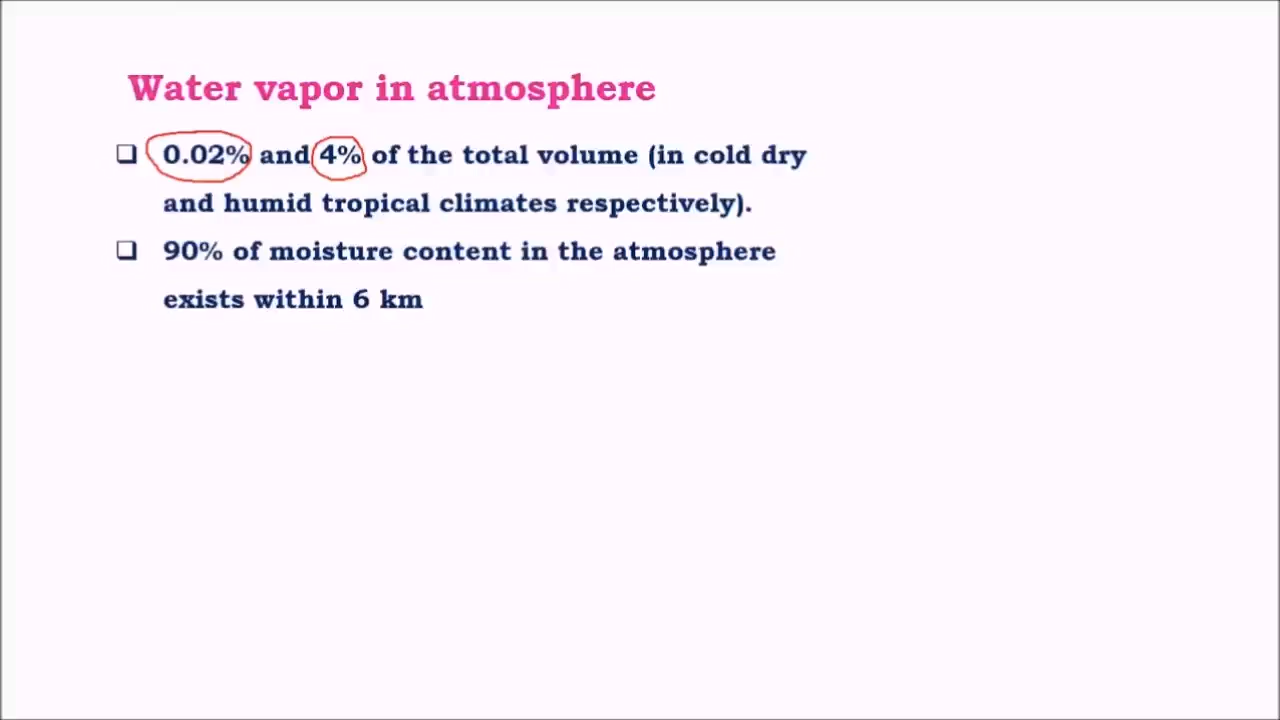 Water vapor in atmosphere
❑ 0.02% and 4% of the total volume (in cold dry
and humid tropical climates respectively).
❑ 90% of moisture content in the atmosphere
exists within 6 km